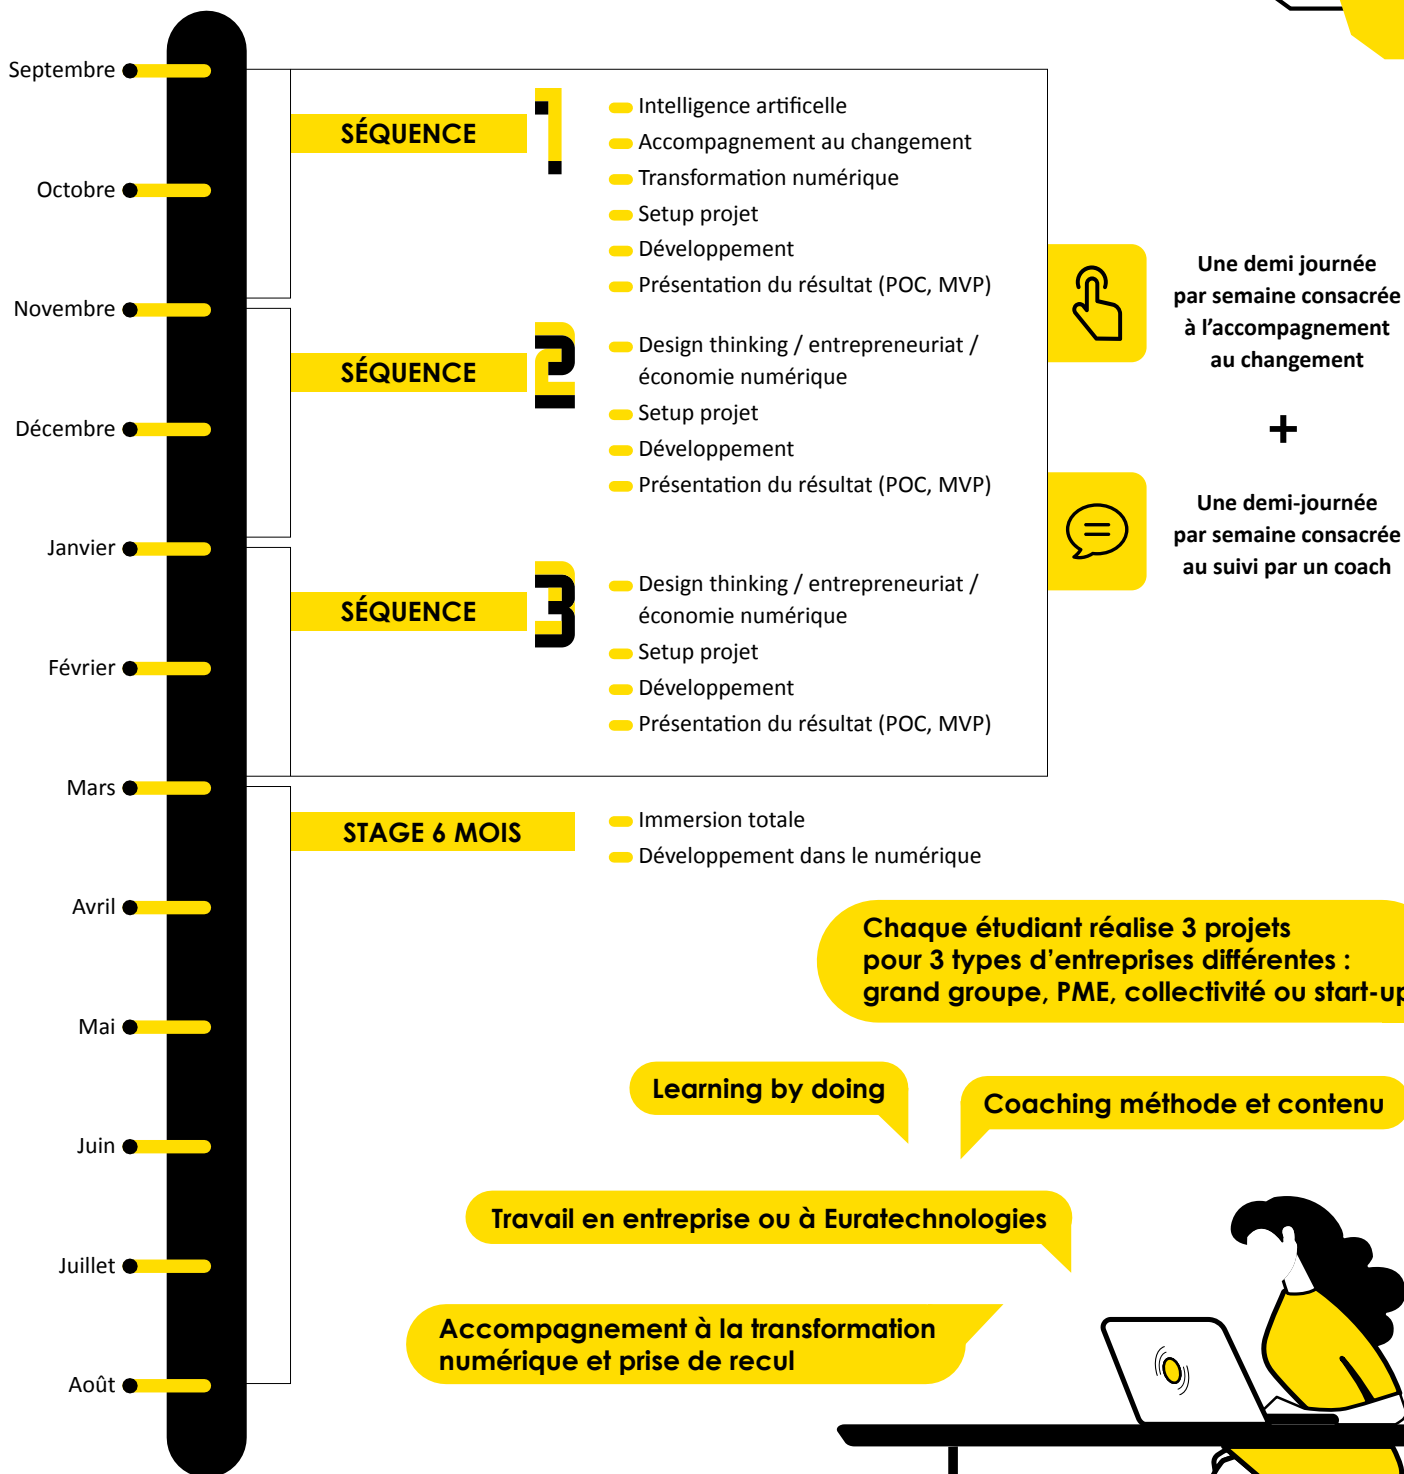 Septembre
Octobre
Novembre
Décembre
Janvier
Février
Mars
Avril
Mai
Juin
Juillet
Août
SÉQUENCE 1
Intelligence artificelle
Accompagnement au changement
Transformation numérique
Setup projet
Développement
Présentation du résultat (POC, MVP)
SÉQUENCE 2
Design thinking / entrepreneuriat /
économie numérique
Setup projet
Développement
Présentation du résultat (POC, MVP)
SÉQUENCE 3
Design thinking / entrepreneuriat /
économie numérique
Setup projet
Développement
Présentation du résultat (POC, MVP)
Une demi journée
par semaine consacrée
à l’accompagnement
au changement
+
Une demi-journée
par semaine consacrée
au suivi par un coach
STAGE 6 MOIS
Immersion totale
Développement dans le numérique
Chaque étudiant réalise 3 projets
pour 3 types d’entreprises différentes :
grand groupe, PME, collectivité ou start-up
Learning by doing
Coaching méthode et contenu
Travail en entreprise ou à Euratechnologies
Accompagnement à la transformation
numérique et prise de recul